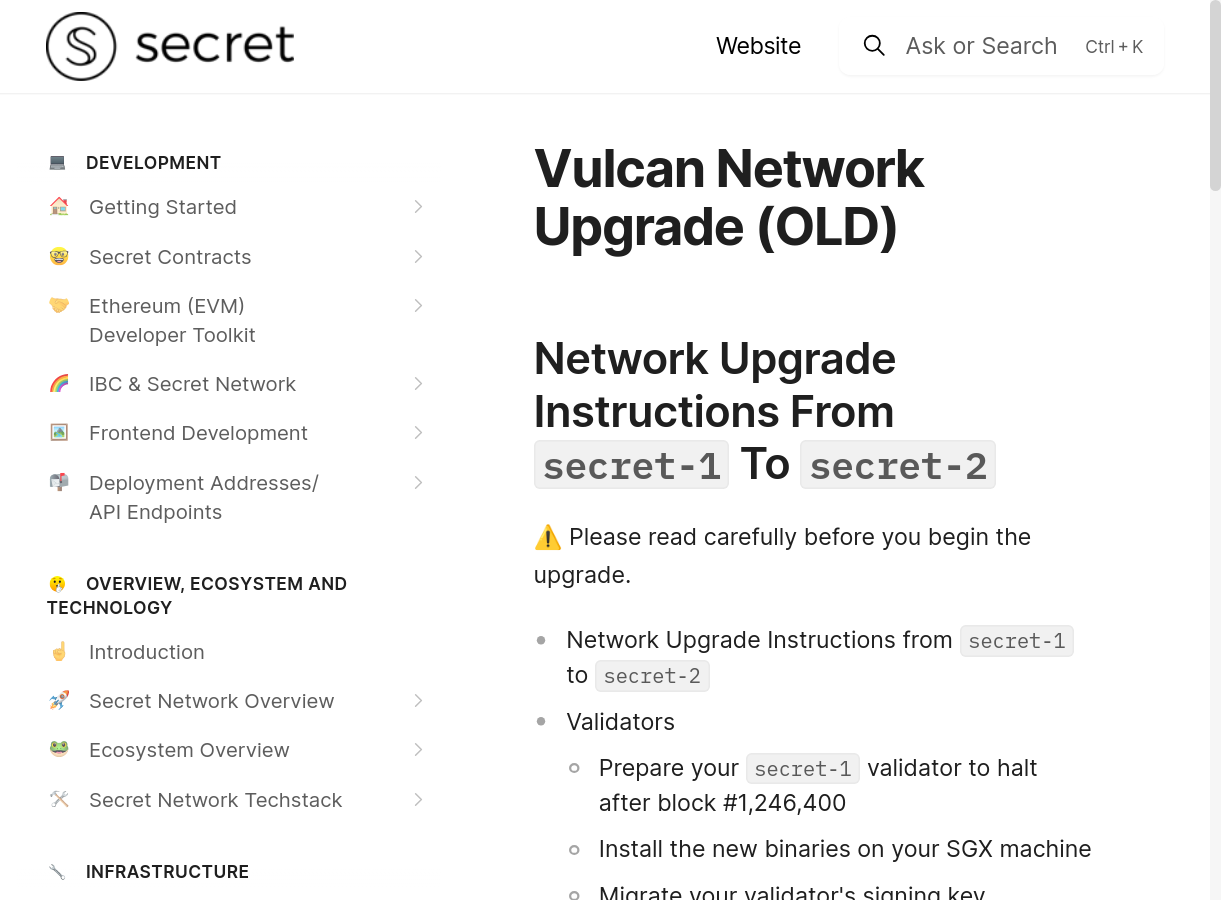 secret
Website
Ask or Search
Ctrl + K
DEVELOPMENT
Getting Started
Secret Contracts
Ethereum (EVM)
Developer Toolkit
IBC & Secret Network
Frontend Development
Deployment Addresses/
API Endpoints
OVERVIEW, ECOSYSTEM AND
TECHNOLOGY
Introduction
Secret Network Overview
Ecosystem Overview
Secret Network Techstack
INFRASTRUCTURE
Vulcan Network
Upgrade (OLD)
Network Upgrade
Instructions From
secret-1 To secret-2
⚠️ Please read carefully before you begin the
upgrade.
Network Upgrade Instructions from secret-1
to secret-2
Validators
Prepare your secret-1 validator to halt
after block #1,246,400
Install the new binaries on your SGX machine
Migrate your validator's signing key